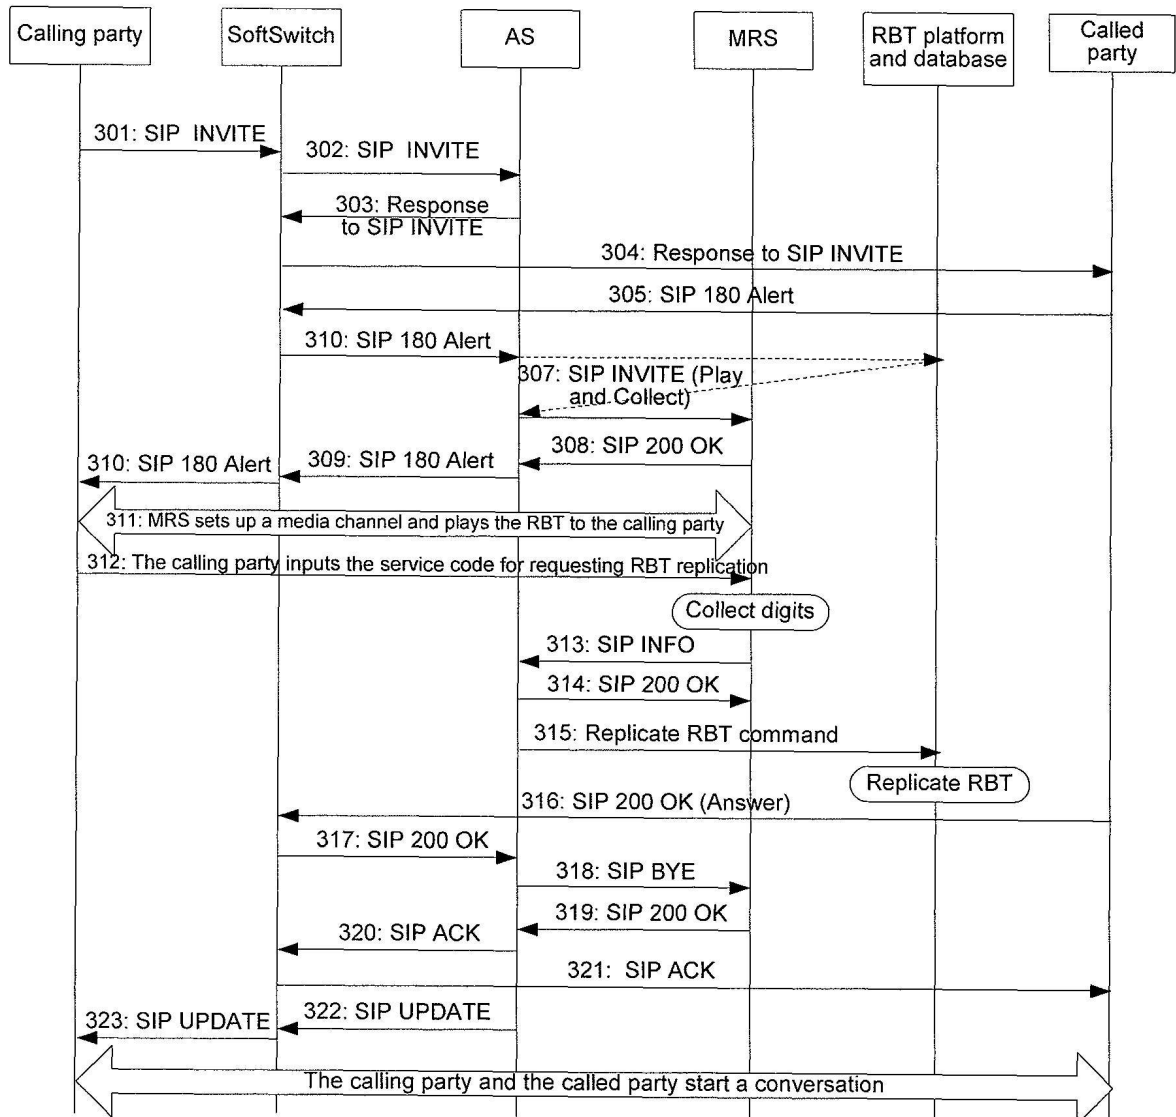 Calling party
SoftSwitch
AS
MRS
RBT platform
and database
Called
party
301: SIP INVITE
302: SIP INVITE
303: Response
to SIP INVITE
304: Response to SIP INVITE
305: SIP 180 Alert
310: SIP 180 Alert
307: SIP INVITE (Play
and Collect)
308: SIP 200 OK
309: SIP 180 Alert
310: SIP 180 Alert
311: MRS sets up a media channel and plays the RBT to the calling party
312: The calling party inputs the service code for requesting RBT replication
Collect digits
313: SIP INFO
314: SIP 200 OK
315: Replicate RBT command
Replicate RBT
316: SIP 200 OK (Answer)
317: SIP 200 OK
318: SIP BYE
319: SIP 200 OK
320: SIP ACK
321: SIP ACK
322: SIP UPDATE
323: SIP UPDATE
The calling party and the called party start a conversation